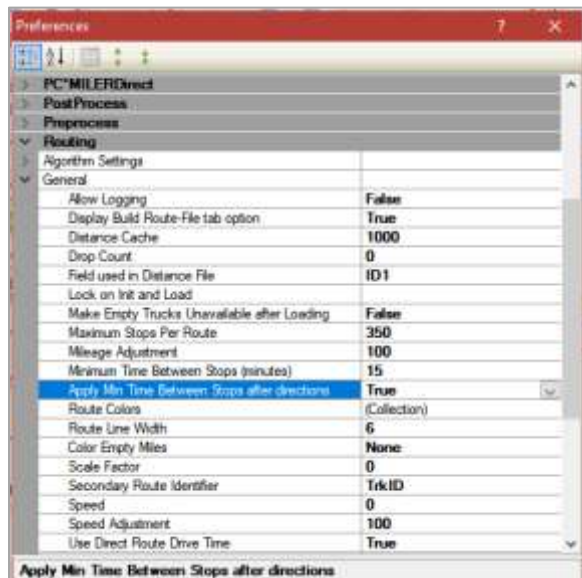 Preferences ? ×
PC*MILERDirect
PostProcess
Preprocess
Routing
Algorithm Settings
General
Allow Logging False
Display Build Route-File tab option True
Distance Cache 1000
Drop Count 0
Field used in Distance File ID1
Lock on Init and Load
Make Empty Trucks Unavailable after Loading False
Maximum Stops Per Route 350
Mileage Adjustment 100
Minimum Time Between Stops (minutes) 15
Apply Min Time Between Stops after directions True
Route Colors (Collection)
Route Line Width 6
Color Empty Miles None
Scale Factor 0
Secondary Route Identifier TrkID
Speed 0
Speed Adjustment 100
Use Direct Route Drive Time True
Apply Min Time Between Stops after directions